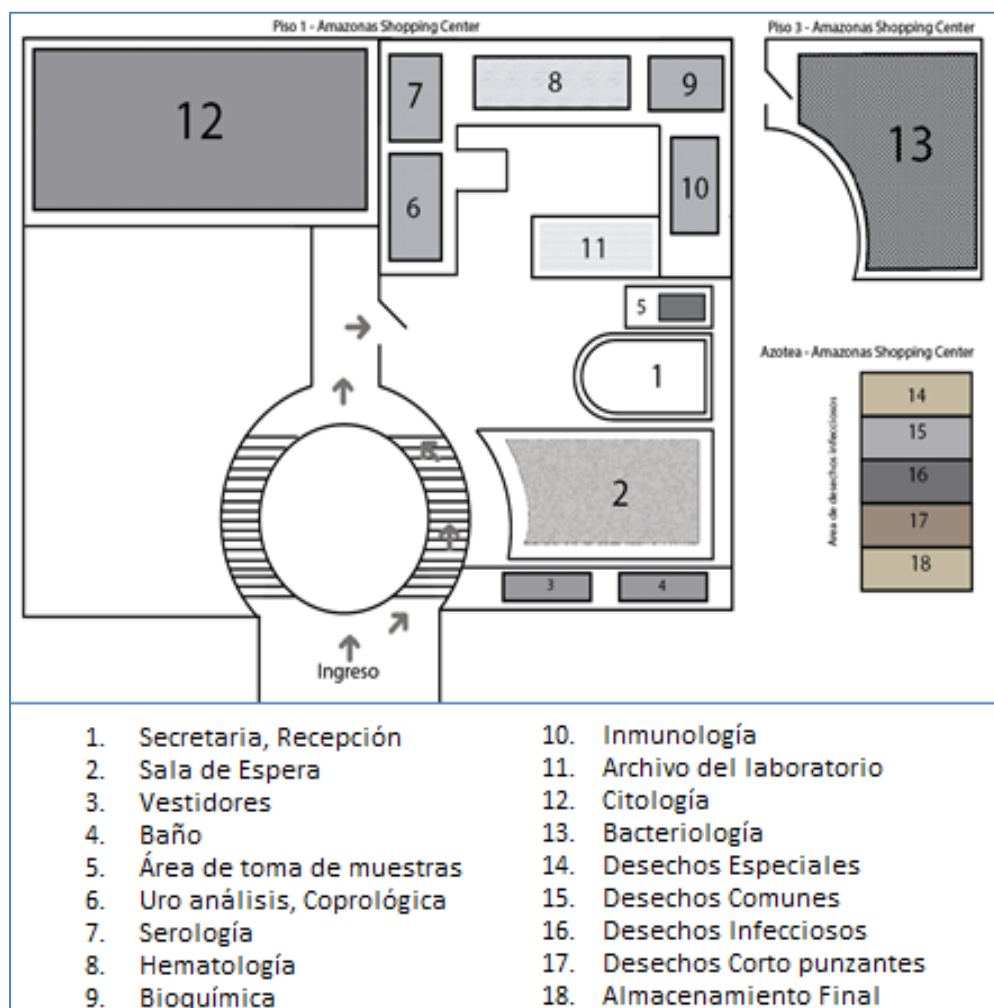 Piso 1 - Amazonas Shopping Center
Piso 3 - Amazonas Shopping Center
12
7
8
9
13
6
10
11
5
1
Azotea - Amazonas Shopping Center
Area de desechos infecciosos
14
15
16
17
18
2
3
4
Ingreso
1. Secretaria, Recepción
2. Sala de Espera
3. Vestidores
4. Baño
5. Área de toma de muestras
6. Uro análisis, Coprológica
7. Serología
8. Hematología
9. Bioquímica
10. Inmunología
11. Archivo del laboratorio
12. Citología
13. Bacteriología
14. Desechos Especiales
15. Desechos Comunes
16. Desechos Infecciosos
17. Desechos Corto punzantes
18. Almacenamiento Final